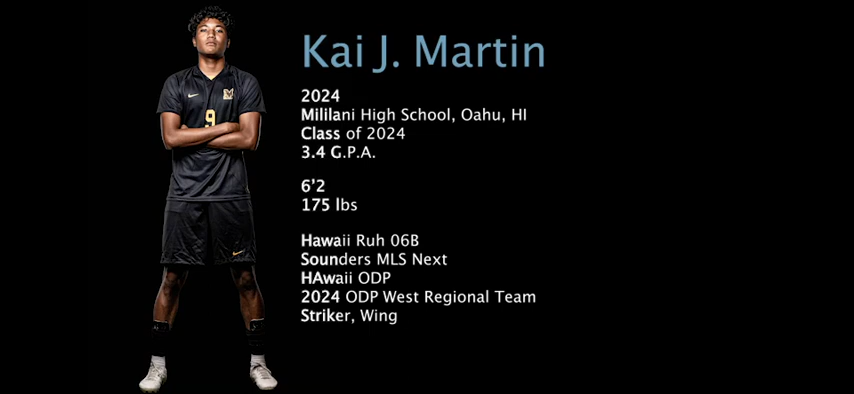 Kai J. Martin
2024
Mililani High School, Oahu, HI
Class of 2024
3.4 G.P.A.
6'2
175 lbs
Hawaii Ruh 06B
Sounders MLS Next
HAwaii ODP
2024 ODP West Regional Team
Striker, Wing
M
9